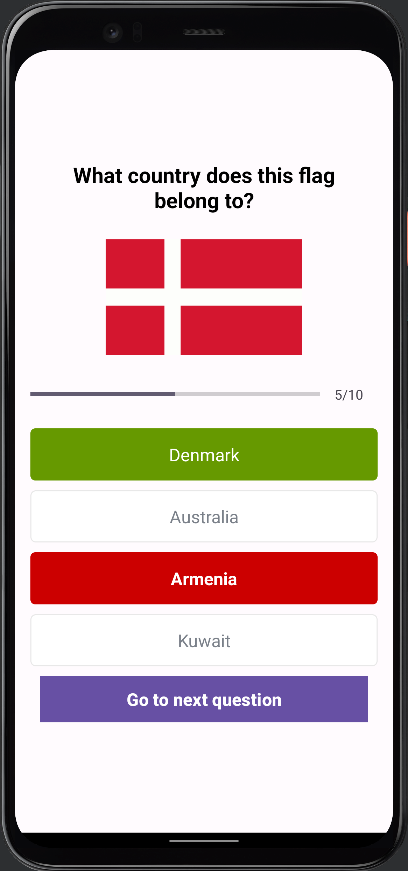 What country does this flag
belong to?
5/10
Denmark
Australia
Armenia
Kuwait
Go to next question